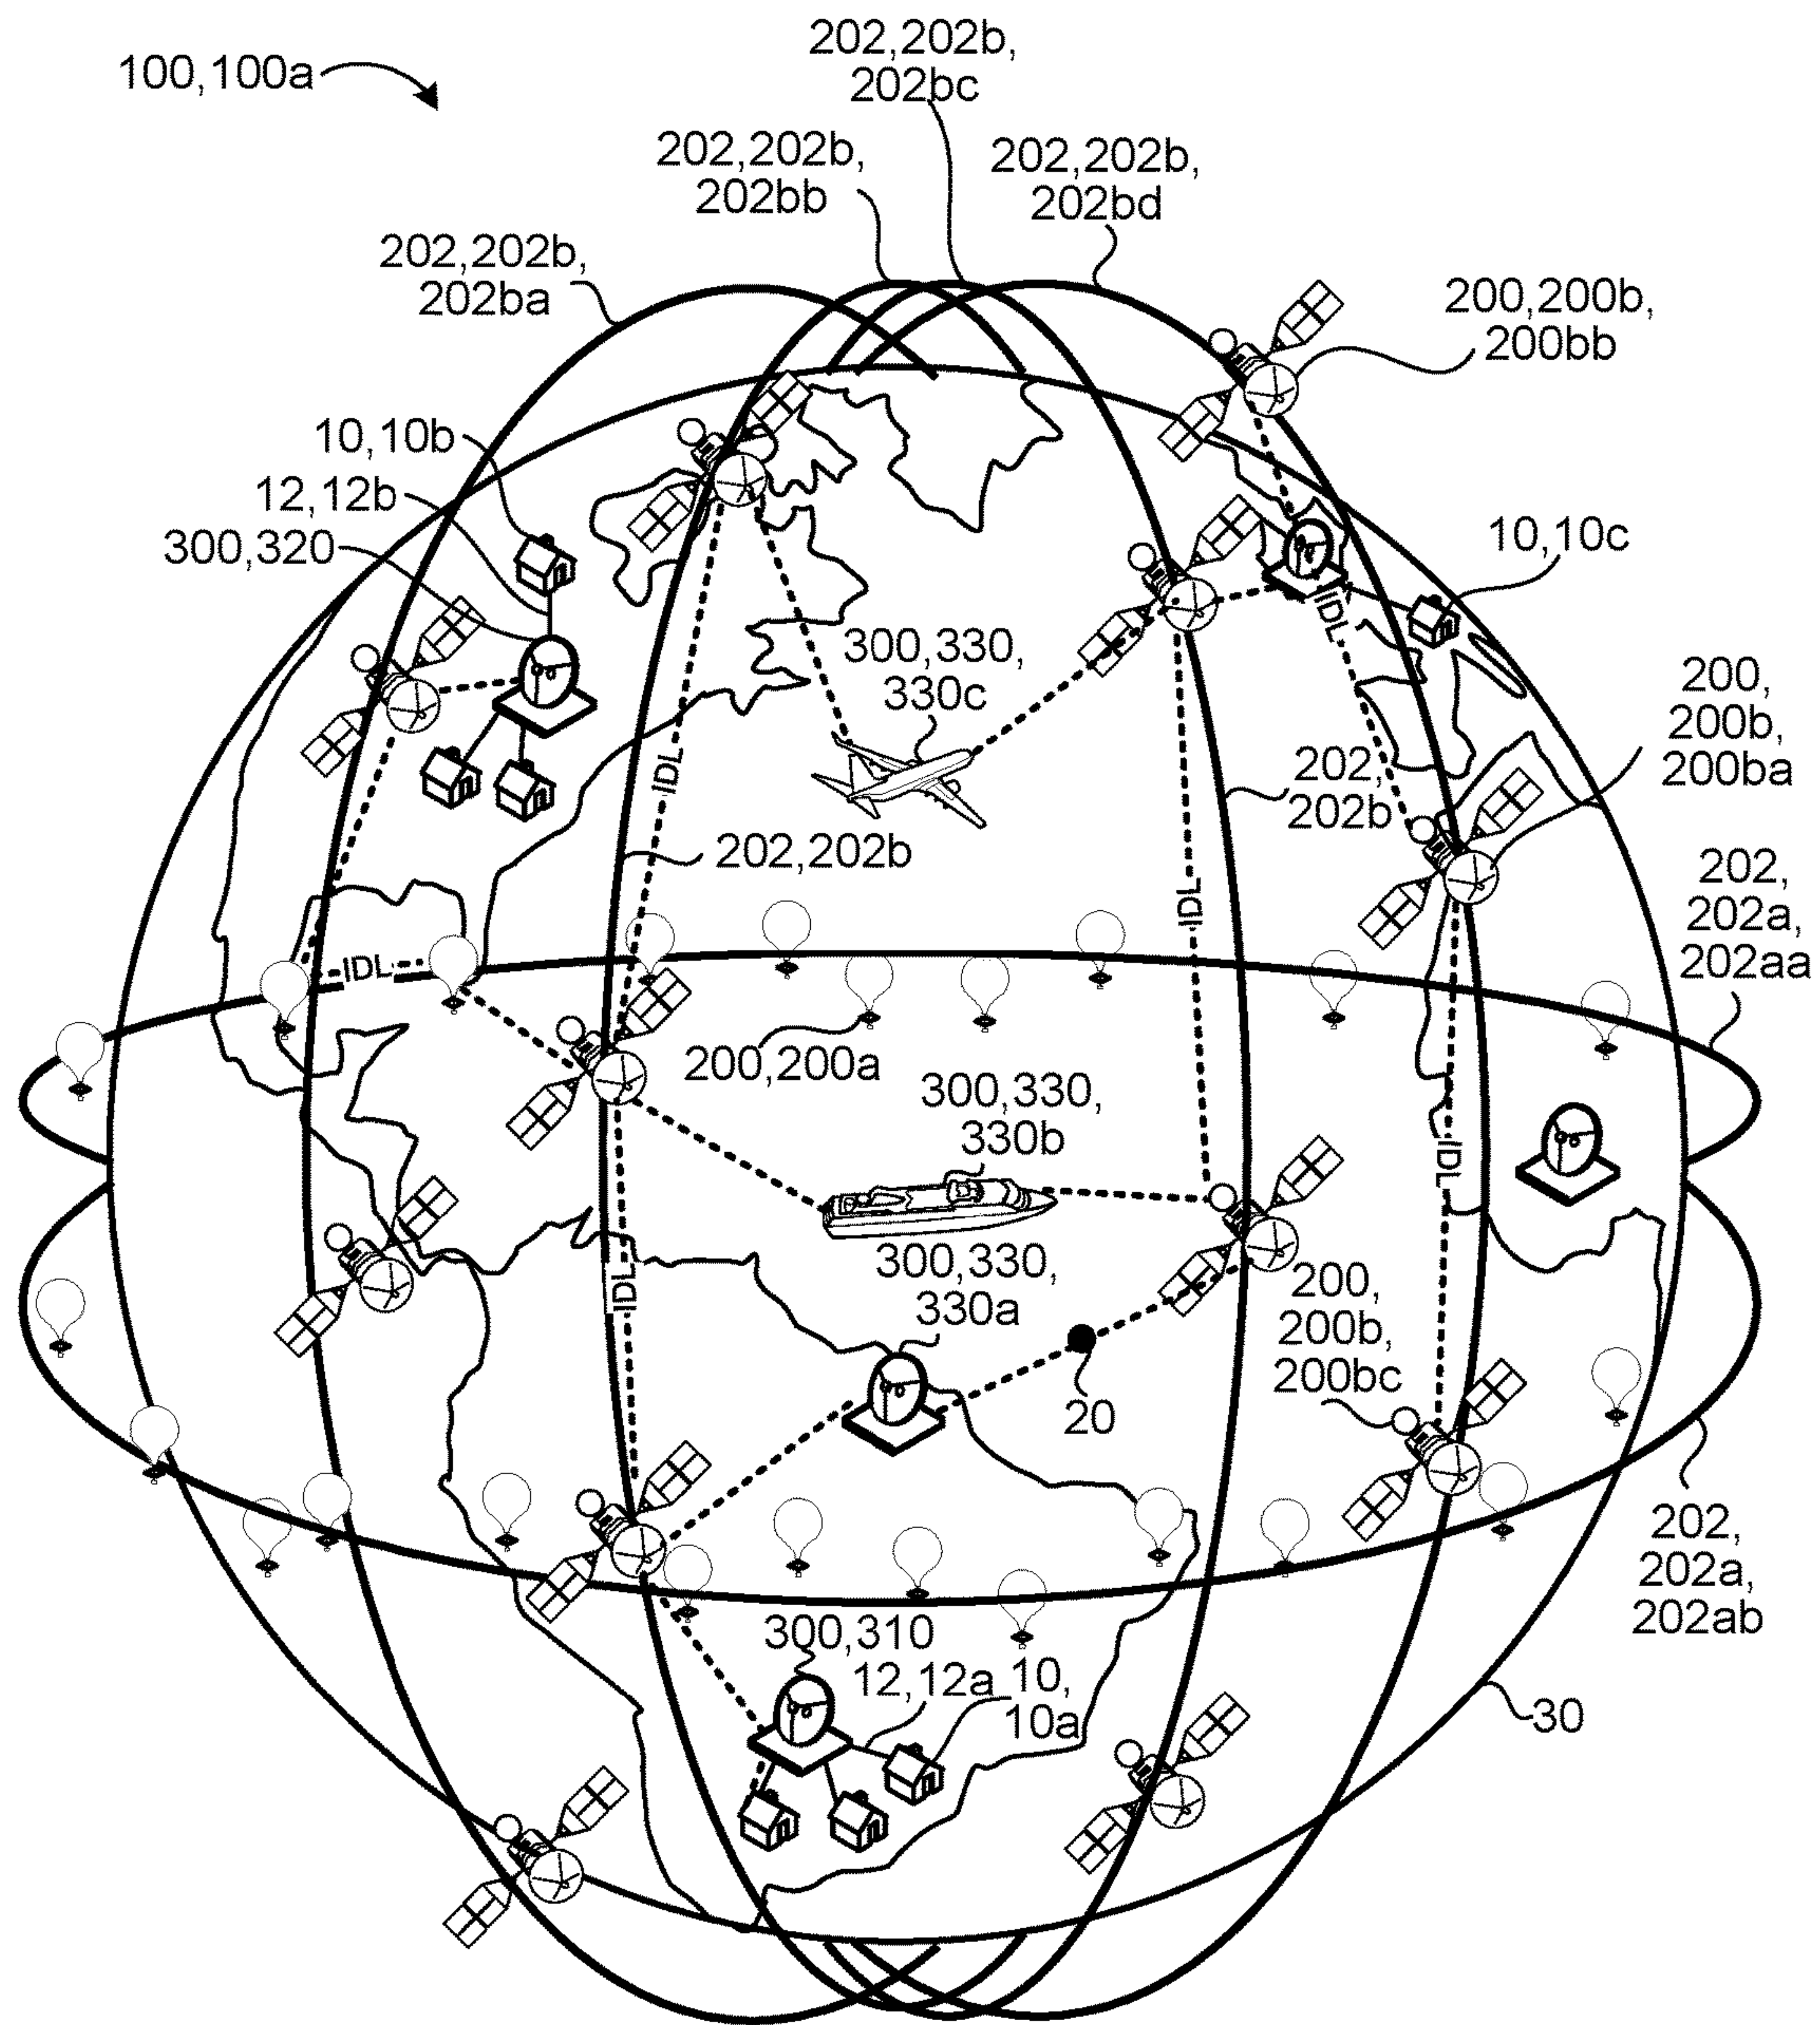 202,202b,
202bc
100,100a
202,202b,
202bb
202,202b,
202bd
202,202b,
202ba
200,200b,
200bb
10,10b
12,12b
300,320
10,10c
IDL
300,330,
330c
200,
200b,
200ba
IDL
202,
202b
202,202b
202,
202a,
202aa
IDL
IDL
200,200a
300,330,
330b
IDL
300,330,
330a
IDL
200,
200b,
200bc
20
202,
202a,
202ab
300,310
12,12a
10,
10a
30